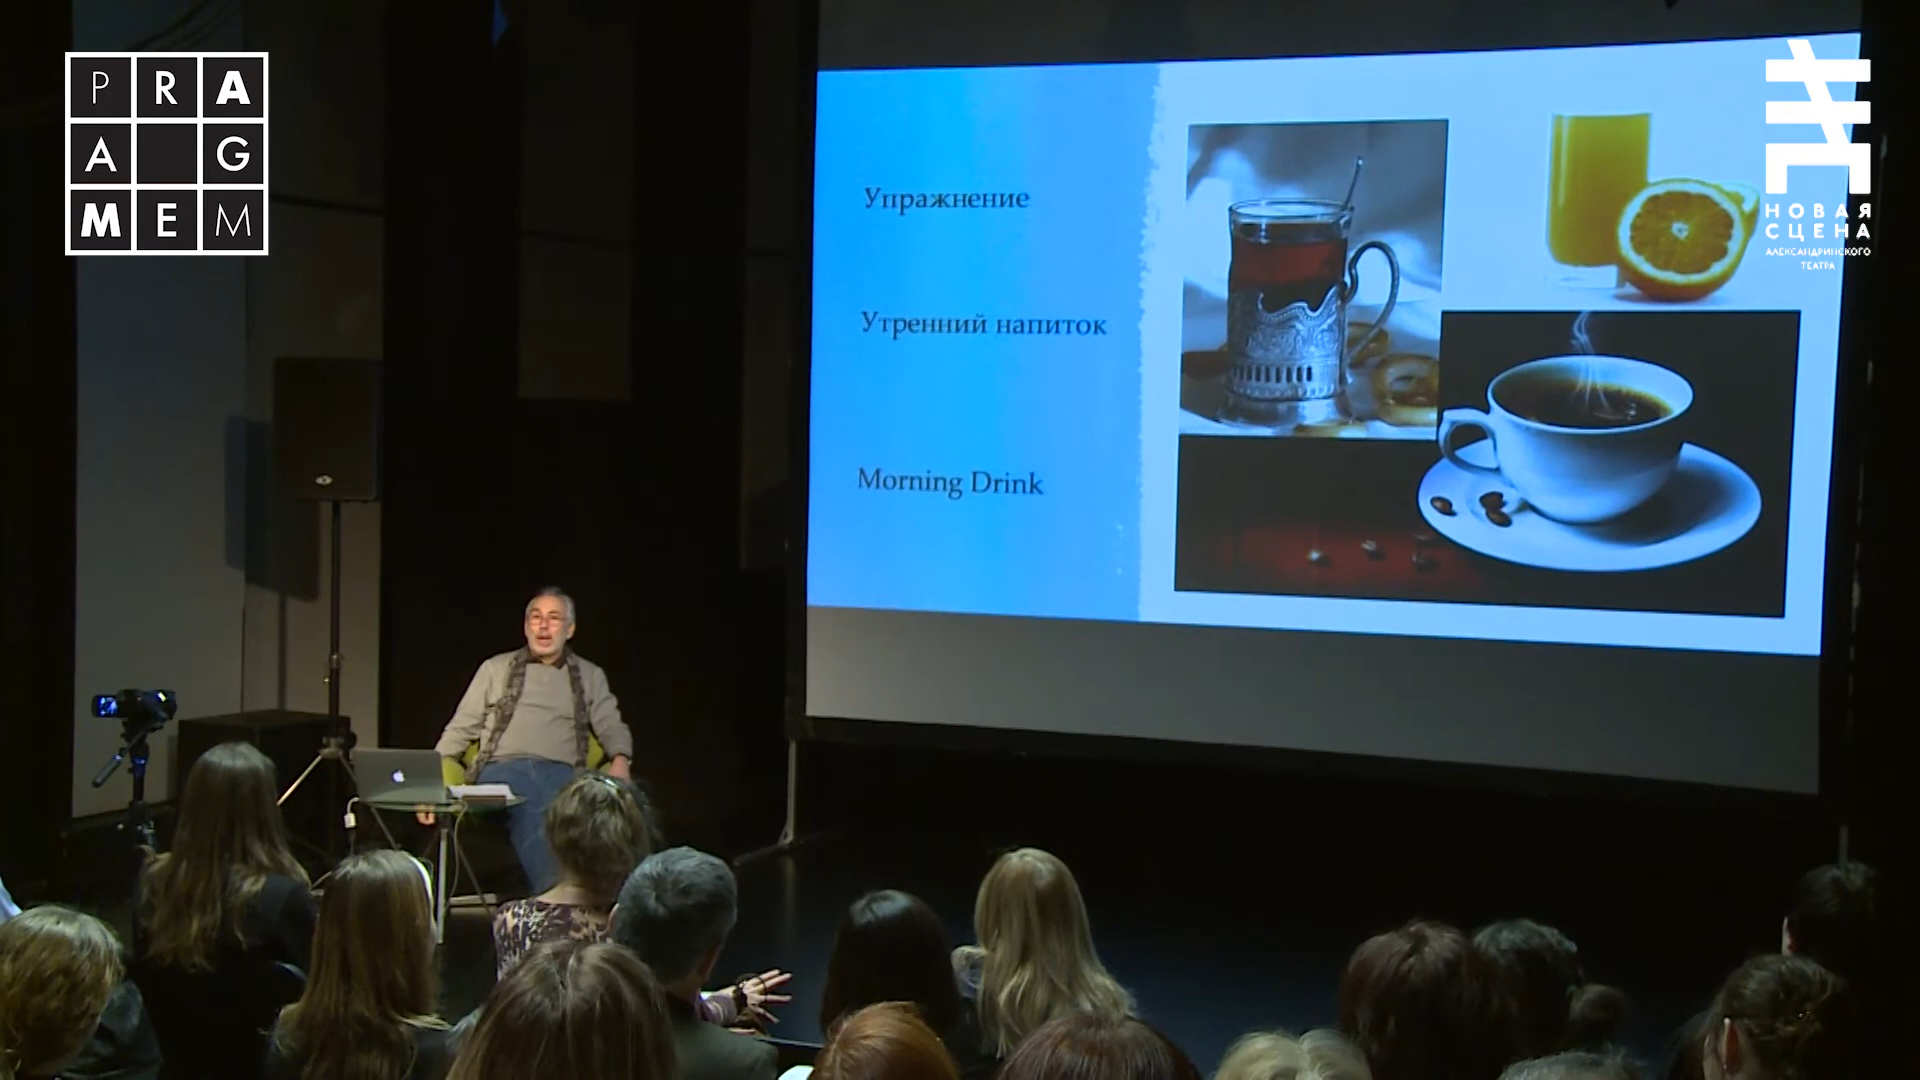 PRA
AG
MEM
Упражнение
Утренний напиток
Morning Drink
НОВАЯ
СЦЕНА
АЛЕКСАНДРИНСКОГО
ТЕАТРА